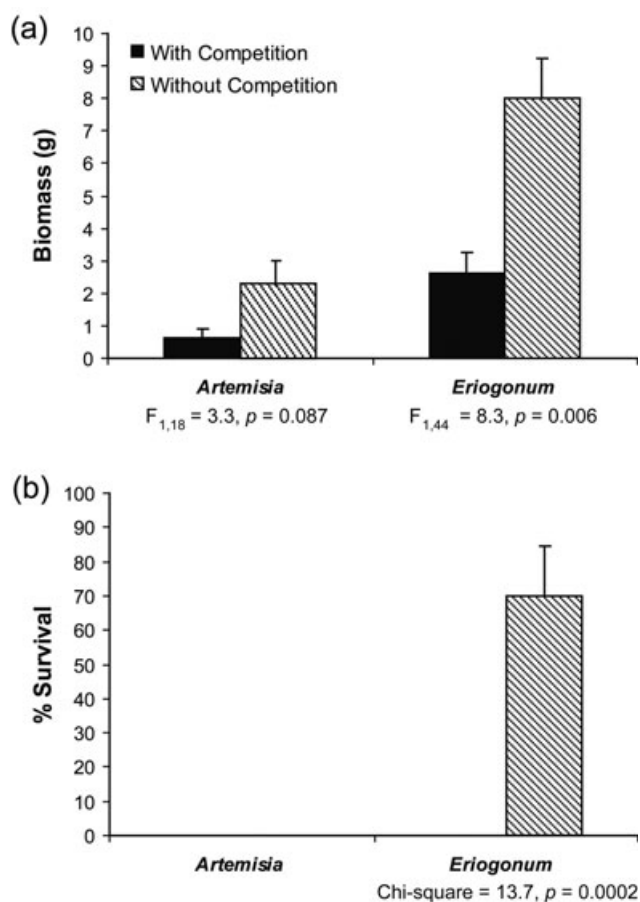 (a)
10
9
8
7
6
5
4
3
2
1
0
Biomass (g)
With Competition
Without Competition
Artemisia Eriogonum
F1,18 = 3.3, p = 0.087 F1,44 = 8.3, p = 0.006
(b)
100
90
80
70
60
50
40
30
20
10
0
% Survival
Artemisia Eriogonum
Chi-square = 13.7, p = 0.0002